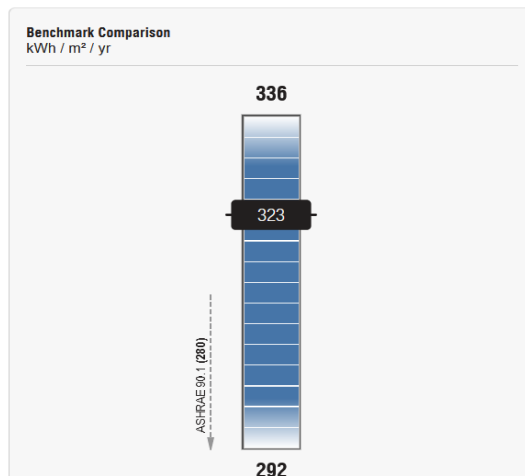 Benchmark Comparison
kWh / m² / yr
336
323
ASHRAE 90.1 (280)
292